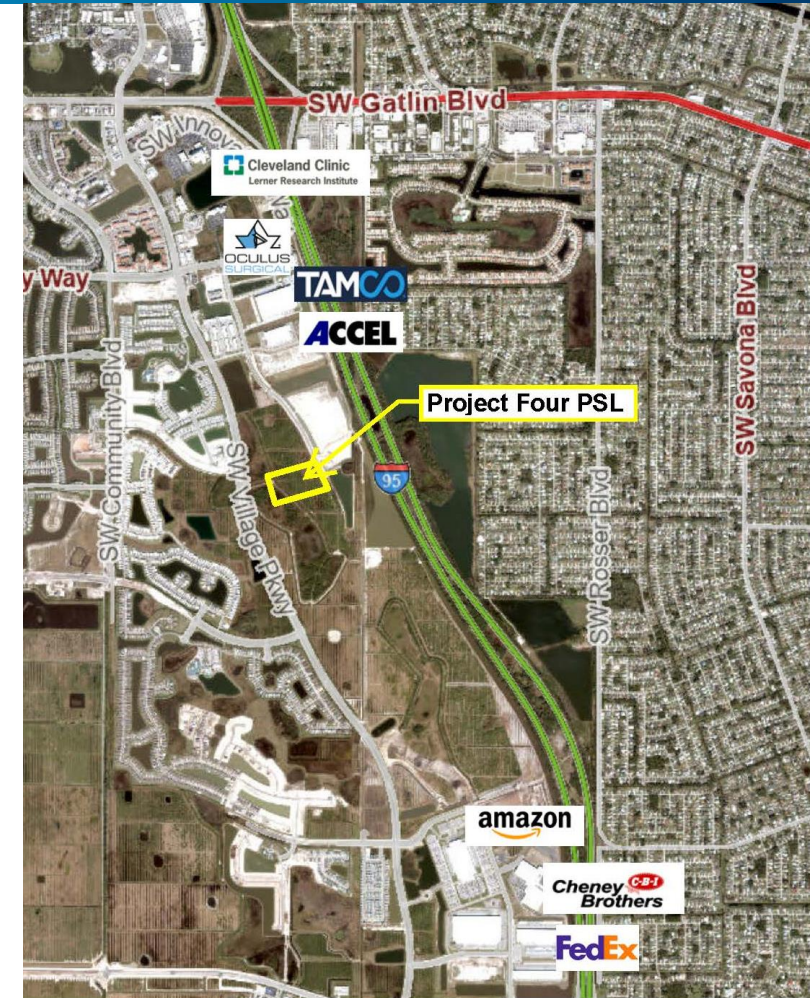 SW Gatlin Blvd
SW Innova
Cleveland Clinic
Lerner Research Institute
OCULUS
SURGICAL
y Way
TAMCO
ACCEL
SW Community Blvd
SW Village Pkwy
Project Four PSL
95
SW Rosser Blvd
SW Savona Blvd
amazon
Cheney C-B-I
Brothers
FedEx